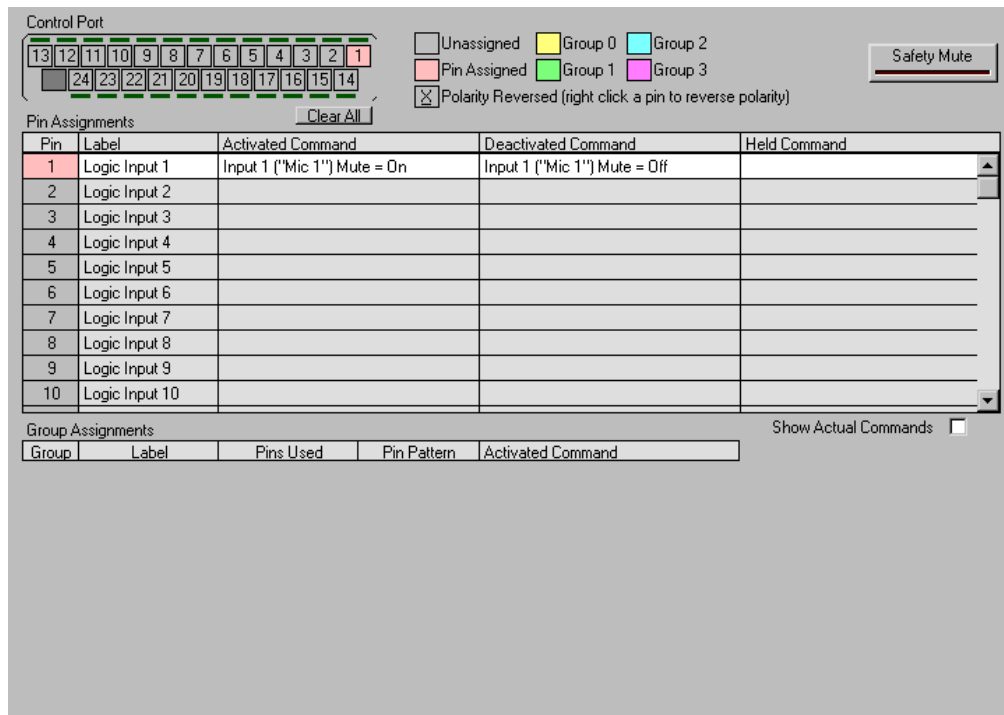 Control Port
13 12 11 10 9 8 7 6 5 4 3 2 1
24 23 22 21 20 19 18 17 16 15 14
Clear All
Unassigned Group 0 Group 2
Pin Assigned Group 1 Group 3
X Polarity Reversed (right click a pin to reverse polarity)
Safety Mute
Pin Assignments
Pin Label Activated Command Deactivated Command Held Command
1 Logic Input 1 Input 1 ("Mic 1") Mute = On Input 1 ("Mic 1") Mute = Off
2 Logic Input 2
3 Logic Input 3
4 Logic Input 4
5 Logic Input 5
6 Logic Input 6
7 Logic Input 7
8 Logic Input 8
9 Logic Input 9
10 Logic Input 10
Show Actual Commands
Group Assignments
Group Label Pins Used Pin Pattern Activated Command